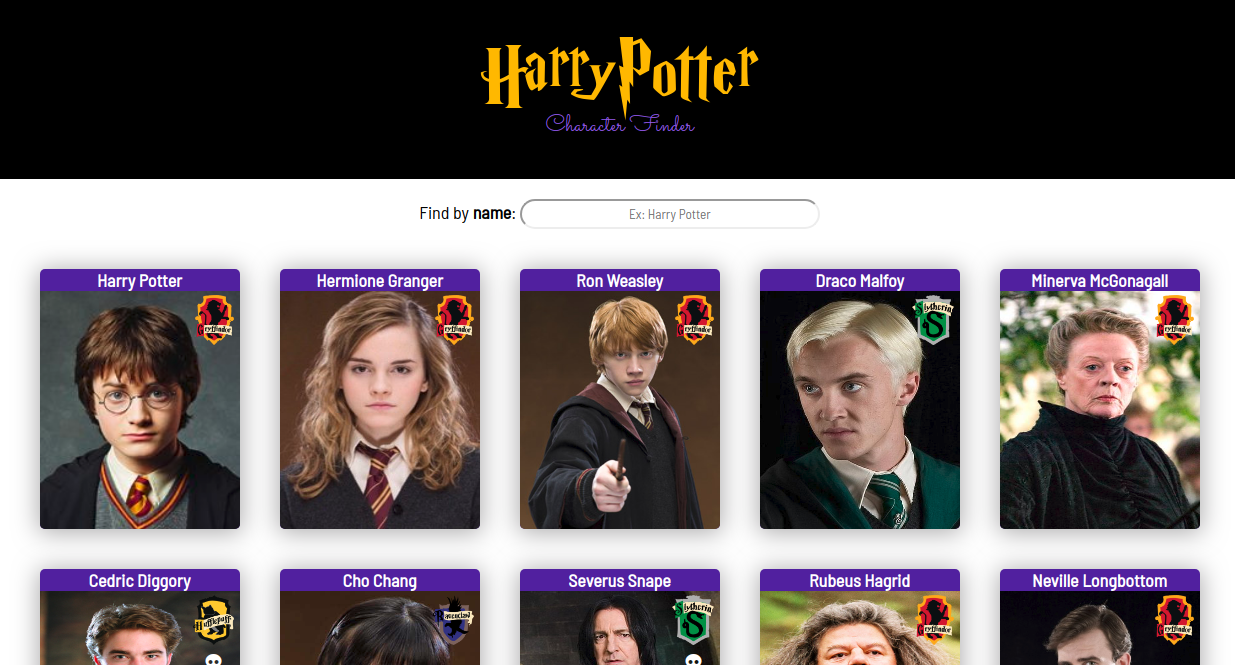 Harry Potter
Character Finder
Find by name: Ex: Harry Potter
Harry Potter
Gryffindor
Hermione Granger
Gryffindor
Ron Weasley
Gryffindor
Draco Malfoy
Slytherin
Minerva McGonagall
Gryffindor
Cedric Diggory
Hufflepuff
Cho Chang
Ravenclaw
Severus Snape
Slytherin
Rubeus Hagrid
Gryffindor
Neville Longbottom
Gryffindor